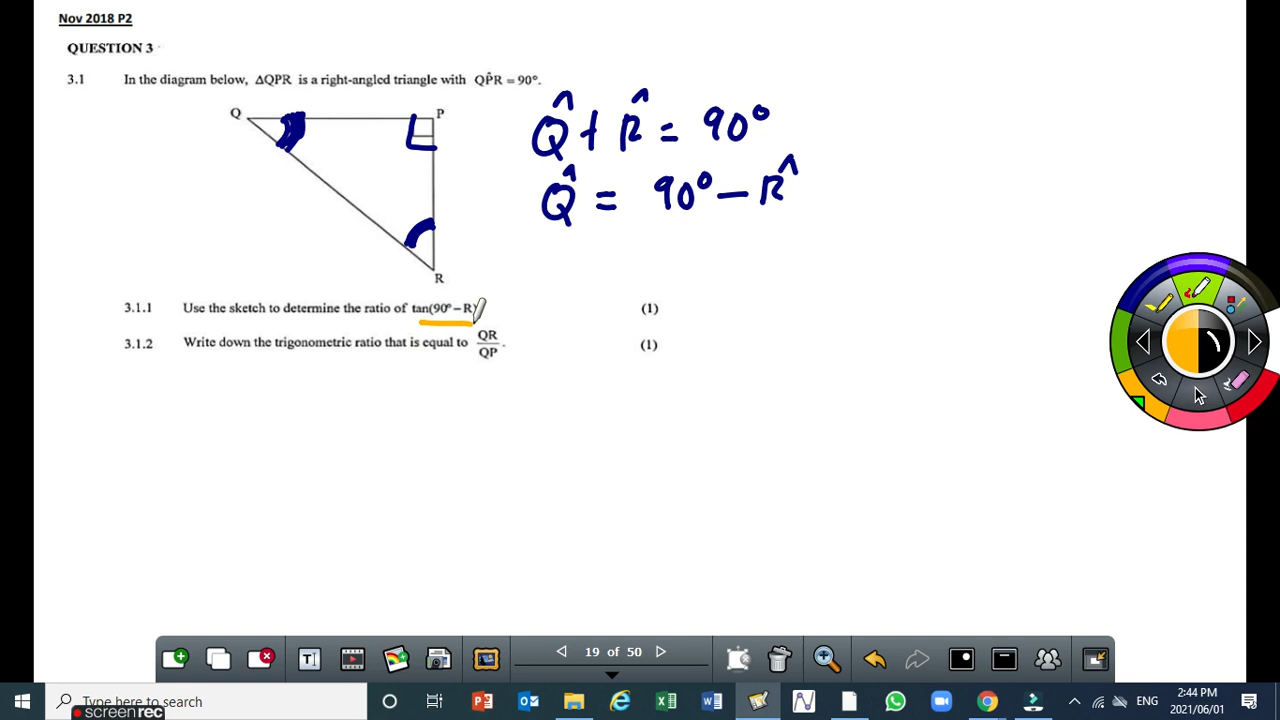 Nov 2018 P2
QUESTION 3
3.1 In the diagram below, ΔQPR is a right-angled triangle with QP̂R = 90°.
Q
P
R
Q̂ + R̂ = 90°
Q̂ = 90° − R̂
3.1.1 Use the sketch to determine the ratio of tan(90° − R) (1)
3.1.2 Write down the trigonometric ratio that is equal to QR/QP. (1)
19 of 50
Type here to search
SCREENREC
ENG
2:44 PM
2021/06/01